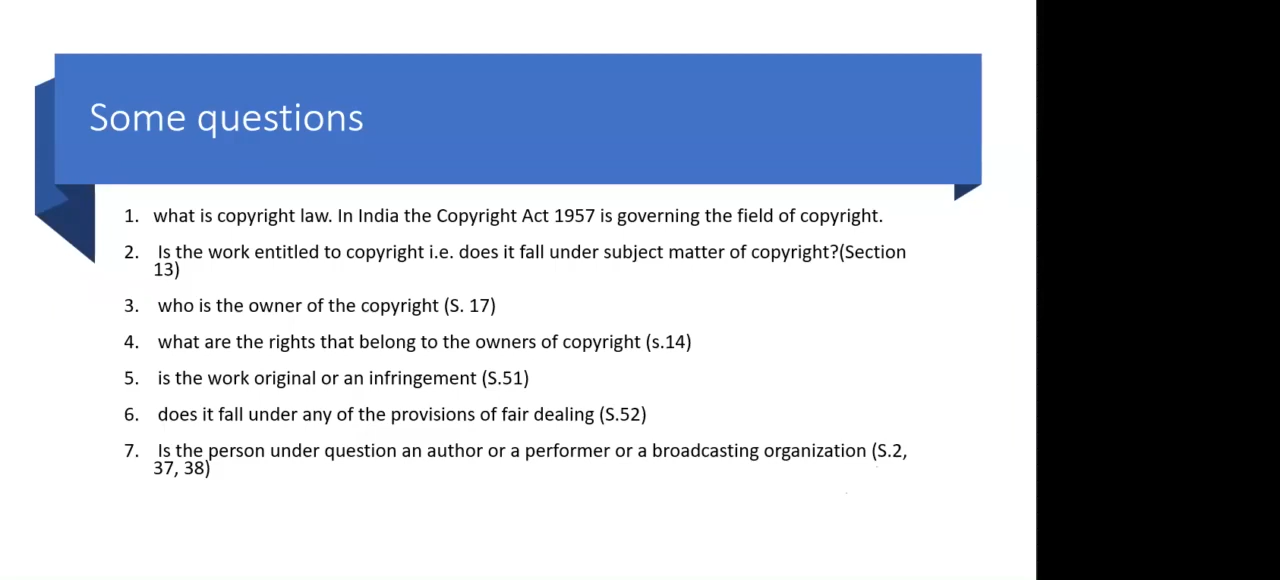 Some questions
1. what is copyright law. In India the Copyright Act 1957 is governing the field of copyright.
2. Is the work entitled to copyright i.e. does it fall under subject matter of copyright?(Section
13)
3. who is the owner of the copyright (S. 17)
4. what are the rights that belong to the owners of copyright (s.14)
5. is the work original or an infringement (S.51)
6. does it fall under any of the provisions of fair dealing (S.52)
7. Is the person under question an author or a performer or a broadcasting organization (S.2,
37, 38)